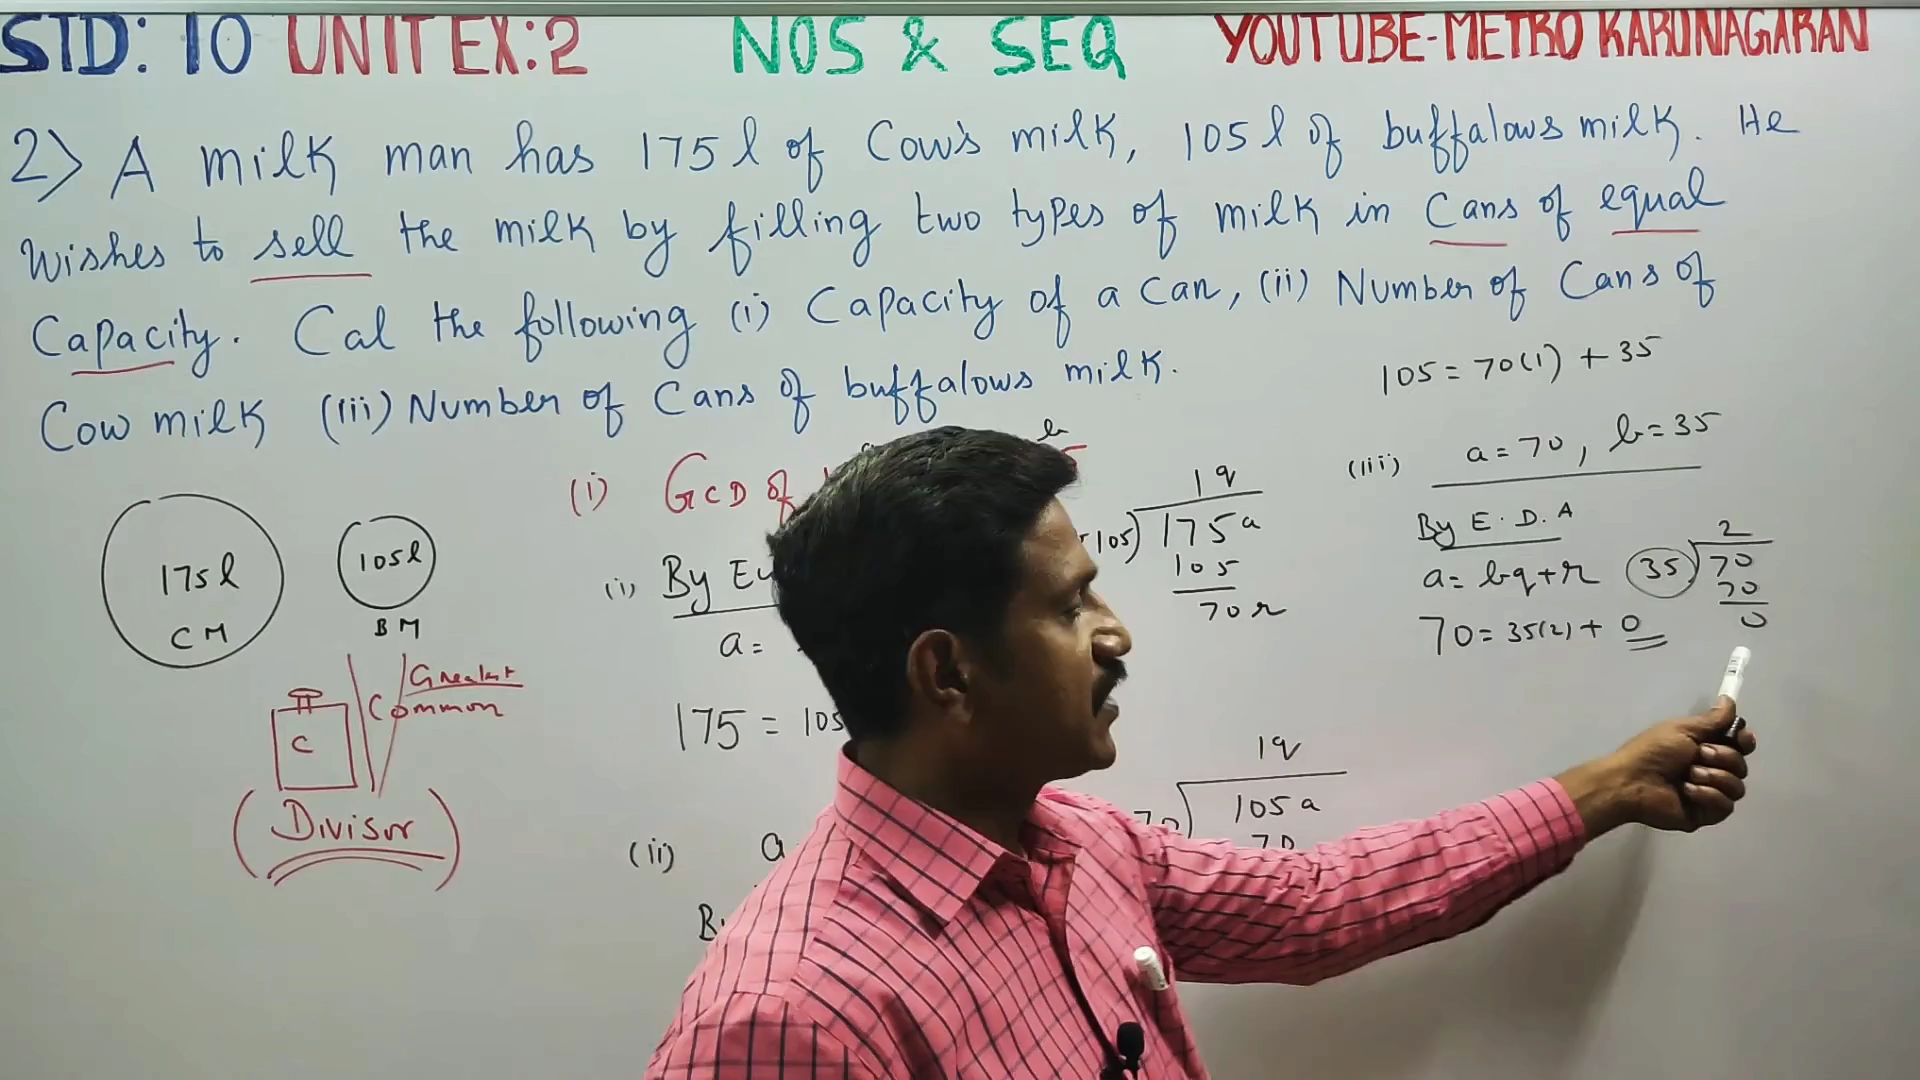 STD: 10 UNIT EX:2 NOS & SEQ YOUTUBE-METRO KARUNAGARAN
2) A milk man has 175 l of Cow's milk, 105 l of buffalows milk. He
wishes to sell the milk by filling two types of milk in Cans of equal
Capacity. Cal the following (i) Capacity of a Can, (ii) Number of Cans of
Cow milk (iii) Number of Cans of buffalows milk.
175 l
CM
105 l
BM
Greatest
Common
C
(Divisor)
(i) GCD of
b
(i) By
a =
175 = 105
(ii) a
1 q
105) 175 a
105
70 r
1 q
70) 105 a
70
105 = 70(1) + 35
(iii) a = 70, b = 35
By E.D.A
a = bq + r
70 = 35(2) + 0
2
35) 70
70
0